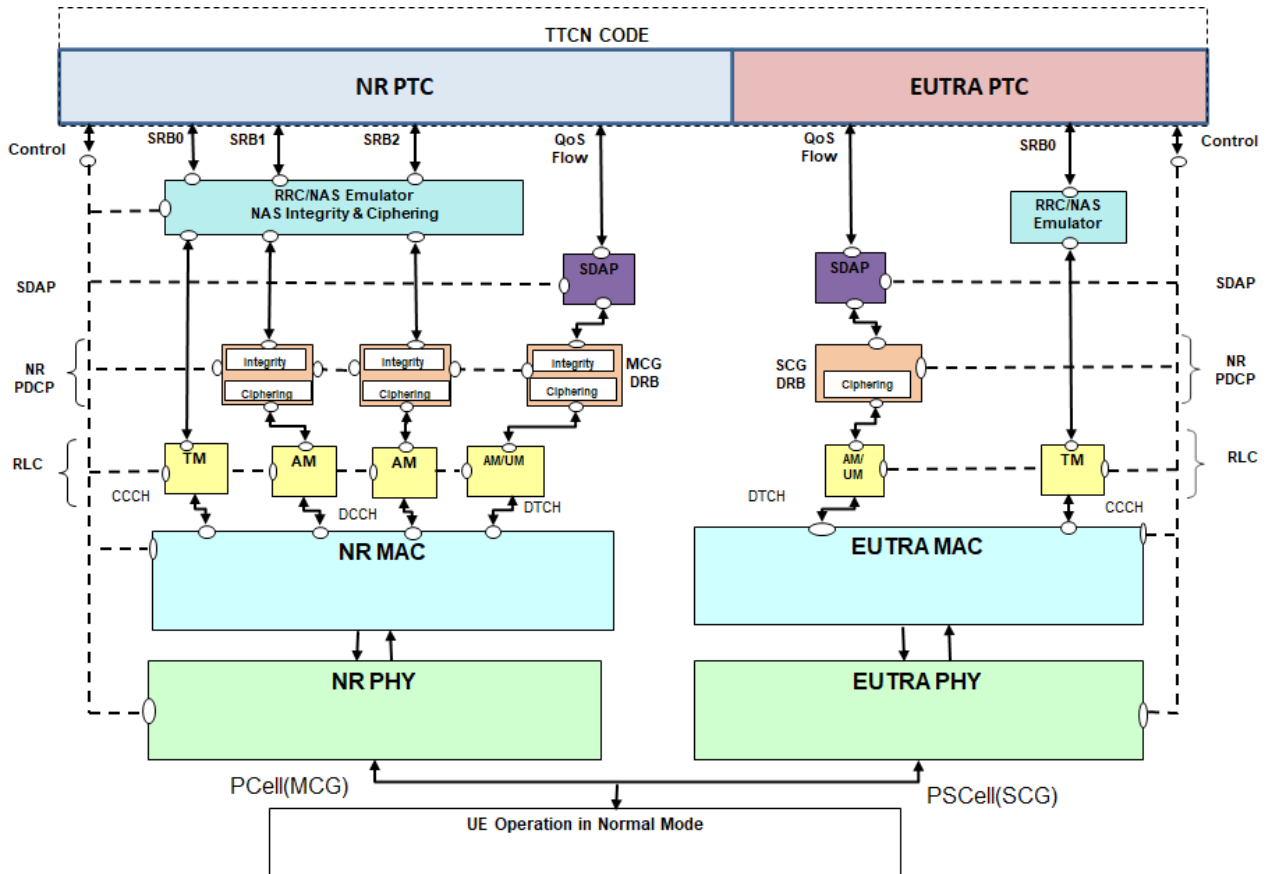 TTCN CODE
NR PTC
EUTRA PTC
Control
SRB0
SRB1
SRB2
QoS
Flow
QoS
Flow
SRB0
Control
RRC/NAS Emulator
NAS Integrity & Ciphering
RRC/NAS
Emulator
SDAP
SDAP
SDAP
SDAP
NR
PDCP
Integrity
Ciphering
Integrity
Ciphering
Integrity
Ciphering
MCG
DRB
SCG
DRB
Ciphering
NR
PDCP
RLC
TM
AM
AM
AM/UM
AM/
UM
TM
RLC
CCCH
DCCH
DTCH
DTCH
CCCH
NR MAC
EUTRA MAC
NR PHY
EUTRA PHY
PCell(MCG)
PSCell(SCG)
UE Operation in Normal Mode